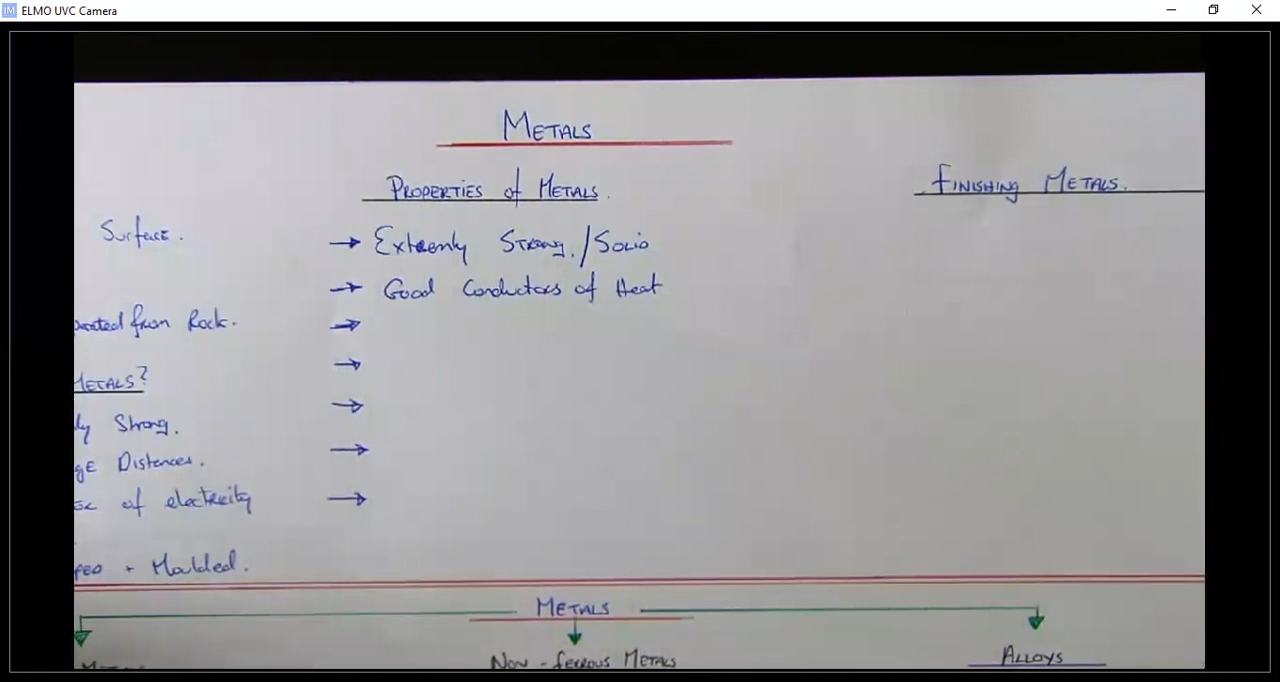 ELMO UVC Camera
METALS
PROPERTIES of METALS.
FINISHING METALS.
Surface.
→ Extremly Strong./Solid
→ Good Conductors of Heat
from Rock.
→
→
METALS?
→
Strong.
→
Distances.
→
of electricity
+ Moulded.
METALS
NON-FERROUS METALS
ALLOYS